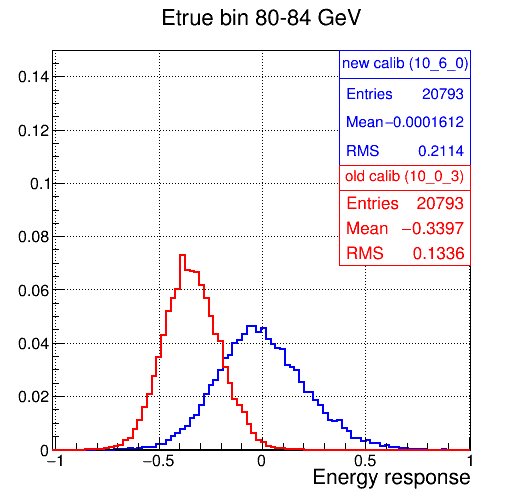 Etrue bin 80-84 GeV
new calib (10_6_0)
Entries 20793
Mean −0.0001612
RMS 0.2114
old calib (10_0_3)
Entries 20793
Mean −0.3397
RMS 0.1336
0.14
0.12
0.1
0.08
0.06
0.04
0.02
0
−1 −0.5 0 0.5 1
Energy response